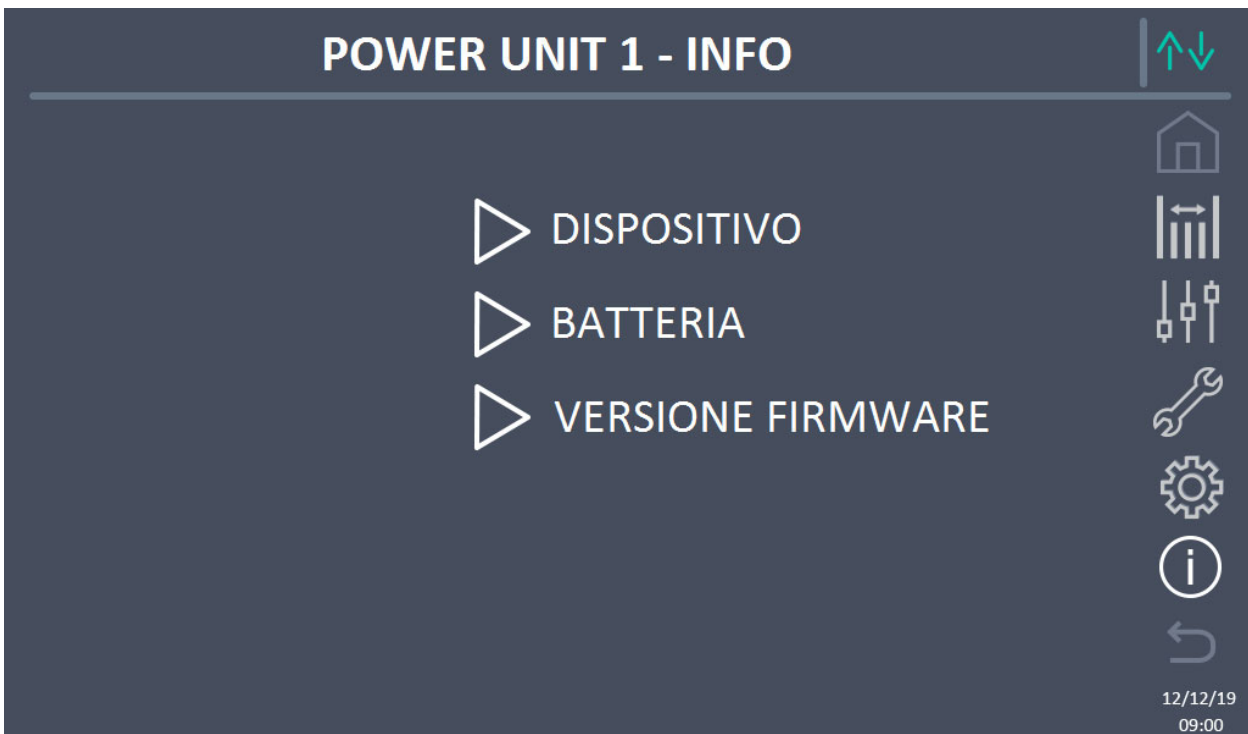 POWER UNIT 1 - INFO
DISPOSITIVO
BATTERIA
VERSIONE FIRMWARE
i
12/12/19
09:00